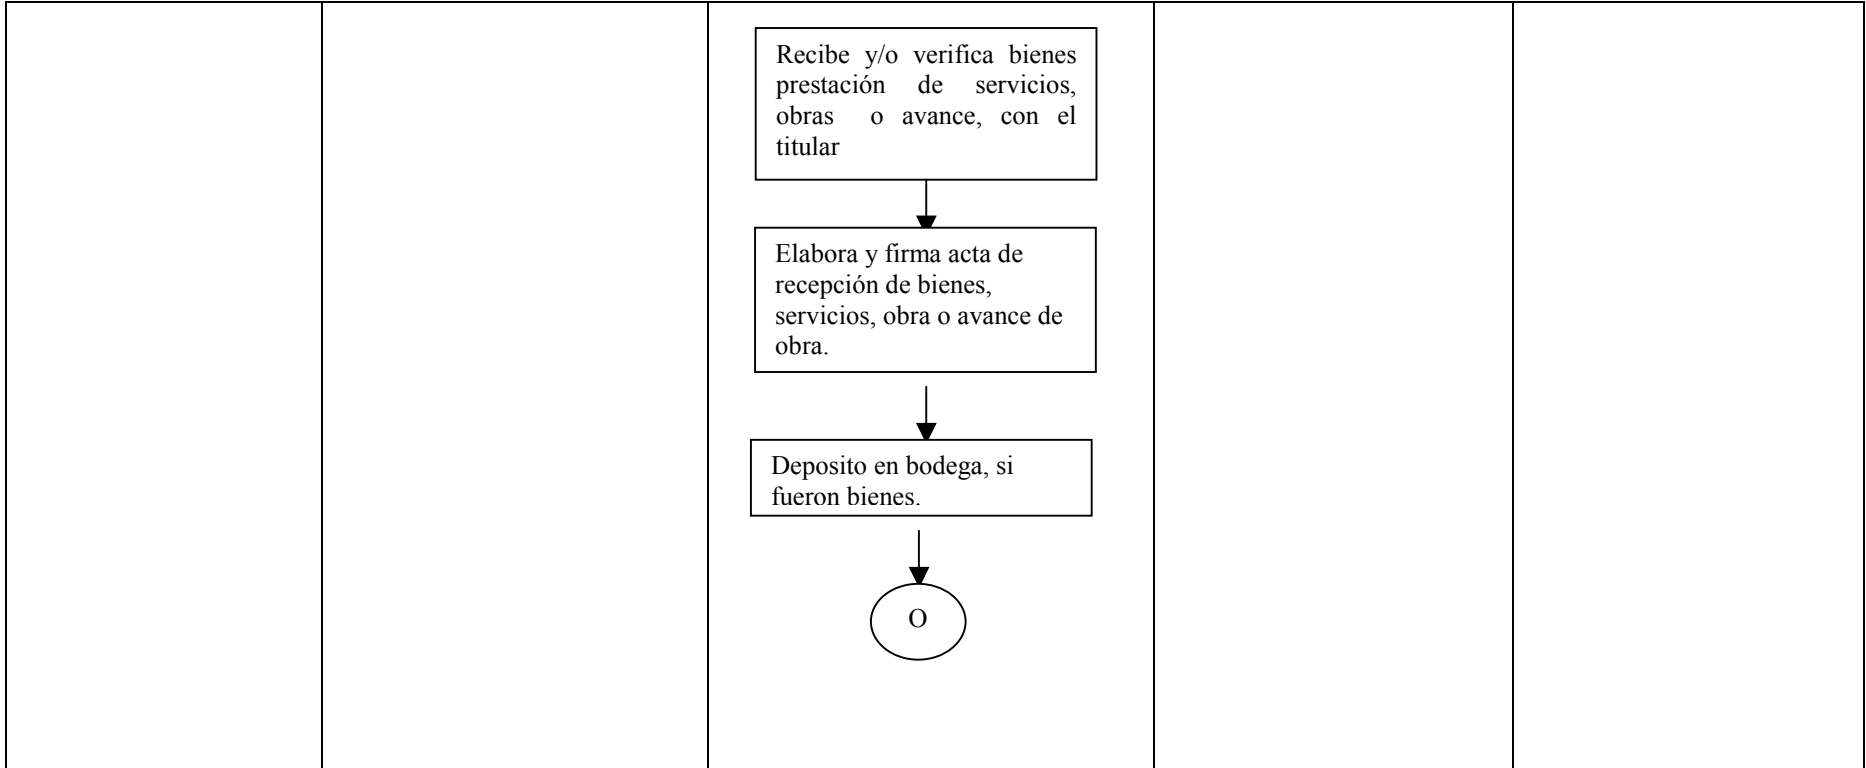 Recibe y/o verifica bienes
prestación de servicios,
obras o avance, con el
titular
Elabora y firma acta de
recepción de bienes,
servicios, obra o avance de
obra.
Deposito en bodega, si
fueron bienes.
O